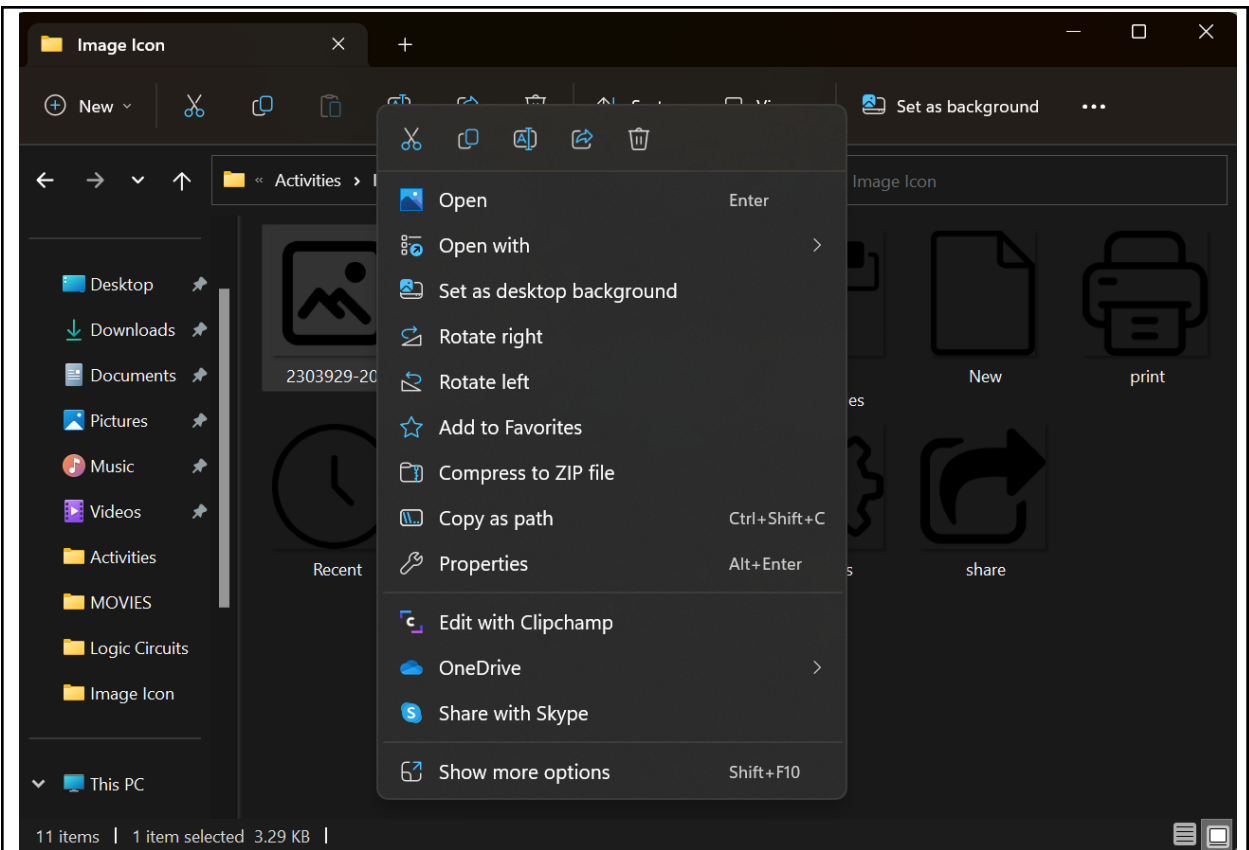 Image Icon
New
Set as background
Activities
Image Icon
Open Enter
Open with
Set as desktop background
Rotate right
Rotate left
Add to Favorites
Compress to ZIP file
Copy as path Ctrl+Shift+C
Properties Alt+Enter
Edit with Clipchamp
OneDrive
Share with Skype
Show more options Shift+F10
Desktop
Downloads
Documents
Pictures
Music
Videos
Activities
MOVIES
Logic Circuits
Image Icon
This PC
2303929-20
es
New
print
Recent
s
share
11 items 1 item selected 3.29 KB